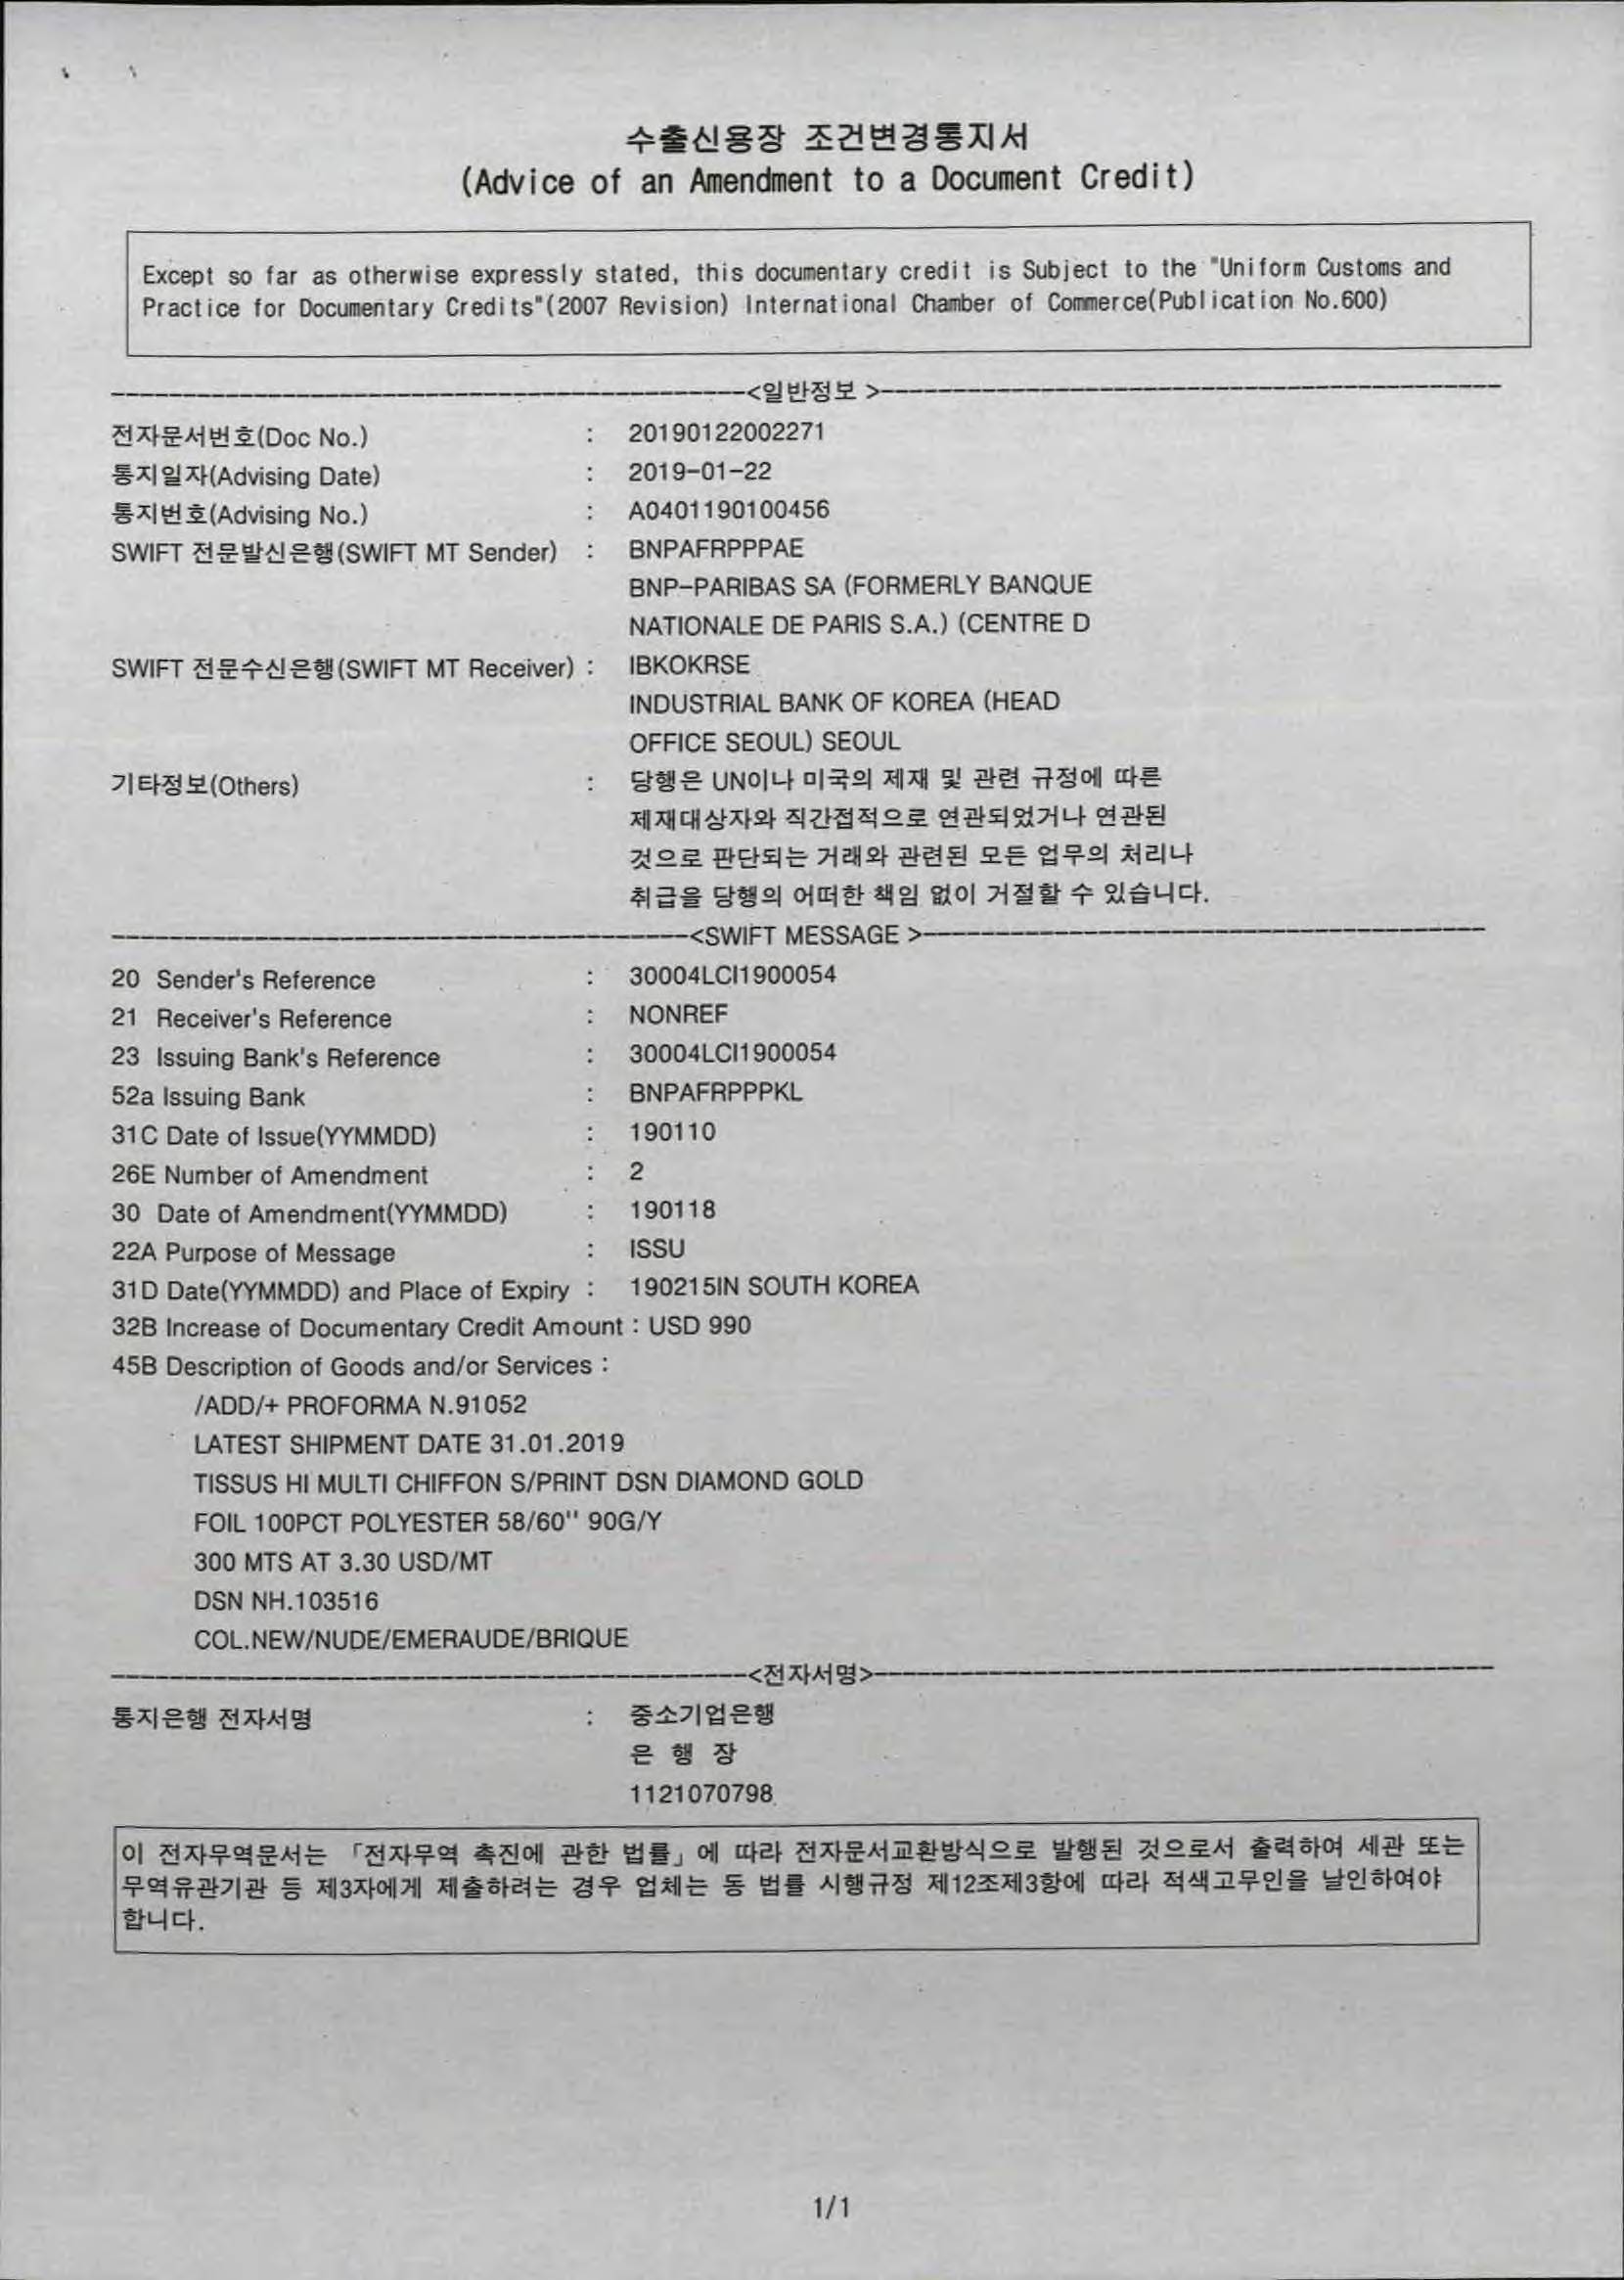 수출신용장 조건변경통지서
(Advice of an Amendment to a Document Credit)
Except so far as otherwise expressly stated, this documentary credit is Subject to the "Uniform Customs and
Practice for Documentary Credits"(2007 Revision) International Chamber of Commerce(Publication No.600)
<일반정보 >
전자문서번호(Doc No.) : 20190122002271
통지일자(Advising Date) : 2019-01-22
통지번호(Advising No.) : A0401190100456
SWIFT 전문발신은행(SWIFT MT Sender) : BNPAFRPPPAE
BNP-PARIBAS SA (FORMERLY BANQUE
NATIONALE DE PARIS S.A.) (CENTRE D
SWIFT 전문수신은행(SWIFT MT Receiver) : IBKOKRSE
INDUSTRIAL BANK OF KOREA (HEAD
OFFICE SEOUL) SEOUL
기타정보(Others) : 당행은 UN이나 미국의 제재 및 관련 규정에 따른
제재대상자와 직간접적으로 연관되었거나 연관된
것으로 판단되는 거래와 관련된 모든 업무의 처리나
취급을 당행의 어떠한 책임 없이 거절할 수 있습니다.
<SWIFT MESSAGE >
20 Sender's Reference : 30004LCI1900054
21 Receiver's Reference : NONREF
23 Issuing Bank's Reference : 30004LCI1900054
52a Issuing Bank : BNPAFRPPPKL
31C Date of Issue(YYMMDD) : 190110
26E Number of Amendment : 2
30 Date of Amendment(YYMMDD) : 190118
22A Purpose of Message : ISSU
31D Date(YYMMDD) and Place of Expiry : 190215IN SOUTH KOREA
32B Increase of Documentary Credit Amount : USD 990
45B Description of Goods and/or Services :
/ADD/+ PROFORMA N.91052
LATEST SHIPMENT DATE 31.01.2019
TISSUS HI MULTI CHIFFON S/PRINT DSN DIAMOND GOLD
FOIL 100PCT POLYESTER 58/60'' 90G/Y
300 MTS AT 3.30 USD/MT
DSN NH.103516
COL.NEW/NUDE/EMERAUDE/BRIQUE
<전자서명>
통지은행 전자서명 : 중소기업은행
은 행 장
1121070798
이 전자무역문서는 「전자무역 촉진에 관한 법률」에 따라 전자문서교환방식으로 발행된 것으로서 출력하여 세관 또는
무역유관기관 등 제3자에게 제출하려는 경우 업체는 동 법률 시행규정 제12조제3항에 따라 적색고무인을 날인하여야
합니다.
1/1